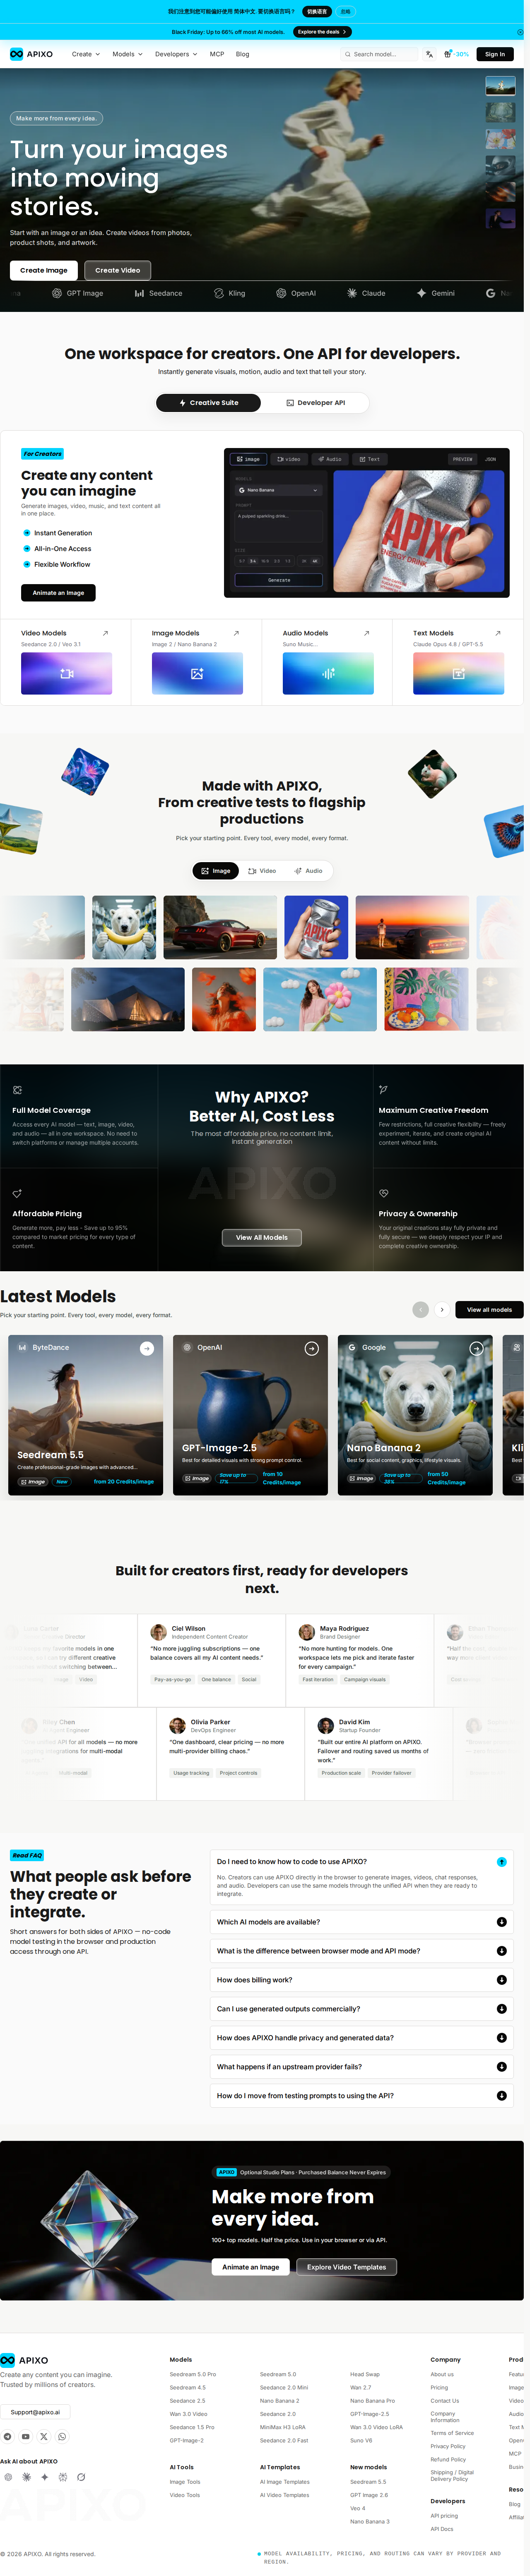 我们注意到您可能偏好使用 简体中文. 要切换语言吗？
切换语言
忽略
Black Friday: Up to 66% off most AI models.
Explore the deals
APIXO
Create
Models
Developers
MCP
Blog
Search model...
-30%
Sign In
Make more from every idea.
Turn your images
into moving
stories.
Start with an image or an idea. Create videos from photos,
product shots, and artwork.
Create Image
Create Video
GPT Image
Seedance
Kling
OpenAI
Claude
Gemini
One workspace for creators. One API for developers.
Instantly generate visuals, motion, audio and text that tell your story.
Creative Suite
Developer API
For Creators
Create any content
you can imagine
Generate images, video, music, and text content all
in one place.
Instant Generation
All-in-One Access
Flexible Workflow
Animate an Image
image
video
Audio
Text
PREVIEW
JSON
MODELS
Nano Banana
PROMPT
A pulped sparkling drink...
SIZE
Generate
APIXO
ENERGY DRINK
Video Models
Seedance 2.0 / Veo 3.1
Image Models
Image 2 / Nano Banana 2
Audio Models
Suno Music...
Text Models
Claude Opus 4.8 / GPT-5.5
Made with APIXO,
From creative tests to flagship
productions
Pick your starting point. Every tool, every model, every format.
Image
Video
Audio
APIXO
Full Model Coverage
Access every AI model — text, image, video,
and audio — all in one workspace. No need to
switch platforms or manage multiple accounts.
Why APIXO?
Better AI, Cost Less
The most affordable price, no content limit,
instant generation
APIXO
View All Models
Maximum Creative Freedom
Few restrictions, full creative flexibility — freely
experiment, iterate, and create original AI
content without limits.
Affordable Pricing
Generate more, pay less - Save up to 95%
compared to market pricing for every type of
content.
Privacy & Ownership
Your original creations stay fully private and
fully secure — we deeply respect your IP and
complete creative ownership.
Latest Models
Pick your starting point. Every tool, every model, every format.
View all models
ByteDance
Seedream 5.5
Create professional-grade images with advanced...
Image
New
from 20 Credits/image
OpenAI
GPT-Image-2.5
Best for detailed visuals with strong prompt control.
Image
Save up to
17%
from 10
Credits/image
Google
Nano Banana 2
Best for social content, graphics, lifestyle visuals.
Image
Save up to
38%
from 50
Credits/image
Kli
Best
Built for creators first, ready for developers
next.
Ciel Wilson
Independent Content Creator
"No more juggling subscriptions — one
balance covers all my AI content needs."
Pay-as-you-go
One balance
Social
Maya Rodriguez
Brand Designer
"No more hunting for models. One
workspace lets me pick and iterate faster
for every campaign."
Fast iteration
Campaign visuals
Olivia Parker
DevOps Engineer
"One dashboard, clear pricing — no more
multi-provider billing chaos."
Usage tracking
Project controls
David Kim
Startup Founder
"Built our entire AI platform on APIXO.
Failover and routing saved us months of
work."
Production scale
Provider failover
Read FAQ
What people ask before
they create or
integrate.
Short answers for both sides of APIXO — no-code
model testing in the browser and production
access through one API.
Do I need to know how to code to use APIXO?
No. Creators can use APIXO directly in the browser to generate images, videos, chat responses,
and audio. Developers can use the same models through the unified API when they are ready to
integrate.
Which AI models are available?
What is the difference between browser mode and API mode?
How does billing work?
Can I use generated outputs commercially?
How does APIXO handle privacy and generated data?
What happens if an upstream provider fails?
How do I move from testing prompts to using the API?
APIXO
Optional Studio Plans · Purchased Balance Never Expires
Make more from
every idea.
100+ top models. Half the price. Use in your browser or via API.
Animate an Image
Explore Video Templates
APIXO
Create any content you can imagine.
Trusted by millions of creators.
Support@apixo.ai
Ask AI about APIXO
Models
Seedream 5.0 Pro
Seedream 4.5
Seedance 2.5
Wan 3.0 Video
Seedance 1.5 Pro
GPT-Image-2
Seedream 5.0
Seedance 2.0 Mini
Nano Banana 2
Seedance 2.0
MiniMax H3 LoRA
Seedance 2.0 Fast
Head Swap
Wan 2.7
Nano Banana Pro
GPT-Image-2.5
Wan 3.0 Video LoRA
Suno V6
Company
About us
Pricing
Contact Us
Company
Information
Terms of Service
Privacy Policy
Refund Policy
Shipping / Digital
Delivery Policy
Prod
Featu
Image
Video
Audio
Text M
Open
MCP
Busin
AI Tools
Image Tools
Video Tools
AI Templates
AI Image Templates
AI Video Templates
New models
Seedream 5.5
GPT Image 2.6
Veo 4
Nano Banana 3
Developers
API pricing
API Docs
Reso
Blog
Affilia
© 2026 APIXO. All rights reserved.
MODEL AVAILABILITY, PRICING, AND ROUTING CAN VARY BY PROVIDER AND
REGION.